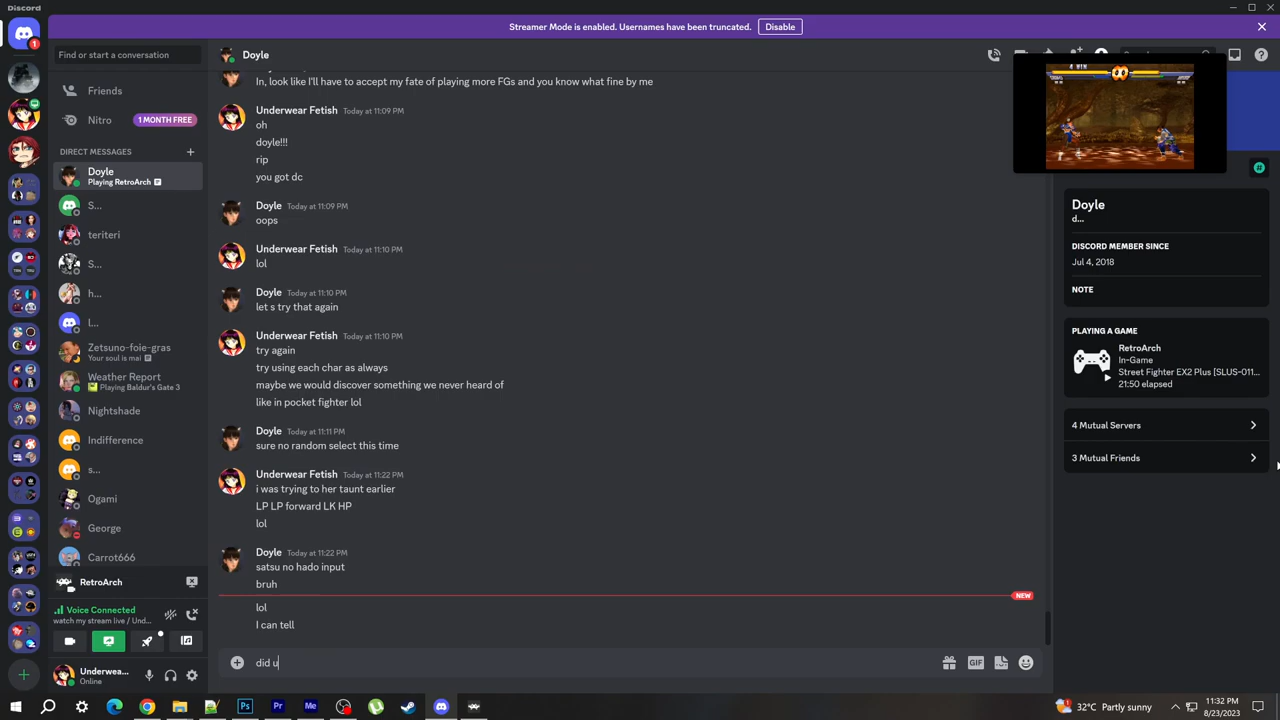 Discord
Streamer Mode is enabled. Usernames have been truncated.
Disable
Find or start a conversation
Friends
Nitro
1 MONTH FREE
DIRECT MESSAGES
Doyle
Playing RetroArch
S...
teriteri
S...
h...
l...
Zetsuno-foie-gras
Your soul is mai
Weather Report
Playing Baldur's Gate 3
Nightshade
Indifference
s...
Ogami
George
Carrot666
RetroArch
Voice Connected
watch my stream live / Und...
Underwea...
Online
Doyle
In, look like I'll have to accept my fate of playing more FGs and you know what fine by me
Underwear Fetish Today at 11:09 PM
oh
doyle!!!
rip
you got dc
Doyle Today at 11:09 PM
oops
Underwear Fetish Today at 11:10 PM
lol
Doyle Today at 11:10 PM
let s try that again
Underwear Fetish Today at 11:10 PM
try again
try using each char as always
maybe we would discover something we never heard of
like in pocket fighter lol
Doyle Today at 11:11 PM
sure no random select this time
Underwear Fetish Today at 11:22 PM
i was trying to her taunt earlier
LP LP forward LK HP
lol
Doyle Today at 11:22 PM
satsu no hado input
bruh
NEW
lol
I can tell
did u
GIF
4 WIN
Doyle
d...
DISCORD MEMBER SINCE
Jul 4, 2018
NOTE
PLAYING A GAME
RetroArch
In-Game
Street Fighter EX2 Plus [SLUS-011...
21:50 elapsed
4 Mutual Servers
3 Mutual Friends
Ps
Pr
Me
32°C Partly sunny
11:32 PM
8/23/2023